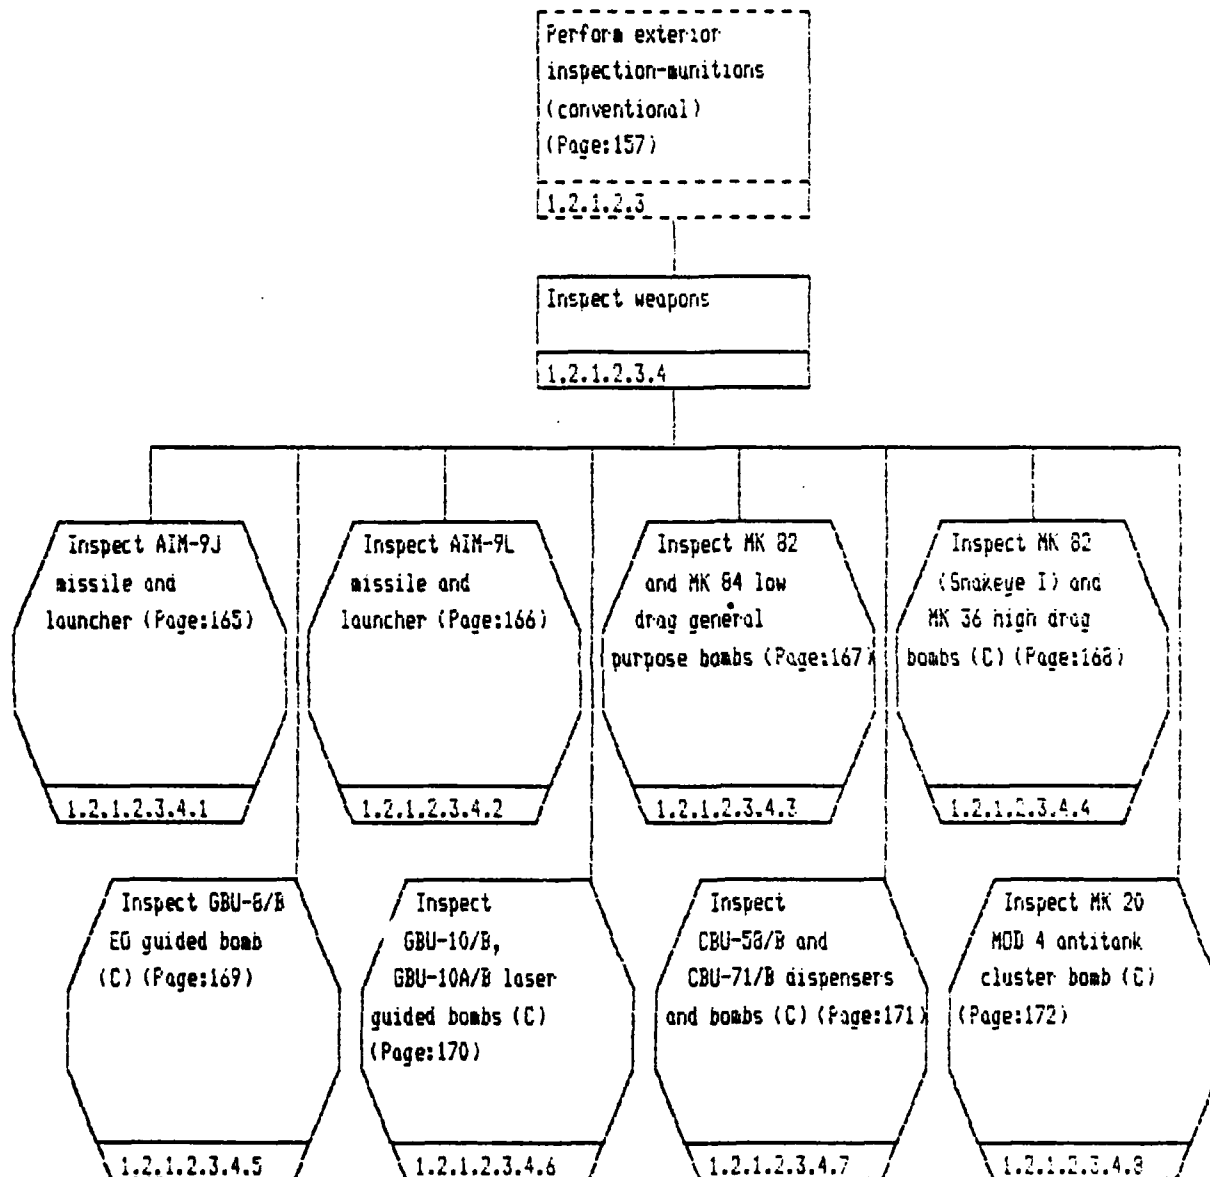 Perform exterior
inspection-munitions
(conventional)
(Page:157)
1.2.1.2.3
Inspect weapons
1.2.1.2.3.4
Inspect AIM-9J
missile and
launcher (Page:165)
1.2.1.2.3.4.1
Inspect AIM-9L
missile and
launcher (Page:166)
1.2.1.2.3.4.2
Inspect MK 82
and MK 84 low
drag general
purpose bombs (Page:167)
1.2.1.2.3.4.3
Inspect MK 82
(Snakeye I) and
MK 36 high drag
bombs (C) (Page:168)
1.2.1.2.3.4.4
Inspect GBU-8/B
EO guided bomb
(C) (Page:169)
1.2.1.2.3.4.5
Inspect
GBU-10/B,
GBU-10A/B laser
guided bombs (C)
(Page:170)
1.2.1.2.3.4.6
Inspect
CBU-58/B and
CBU-71/B dispensers
and bombs (C) (Page:171)
1.2.1.2.3.4.7
Inspect MK 20
MOD 4 antitank
cluster bomb (C)
(Page:172)
1.2.1.2.3.4.8